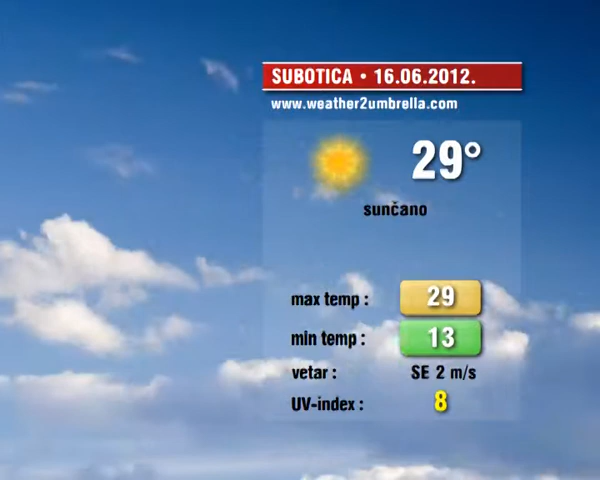 SUBOTICA • 16.06.2012.
www.weather2umbrella.com
29°
sunčano
max temp : 29
min temp : 13
vetar : SE 2 m/s
UV-index : 8